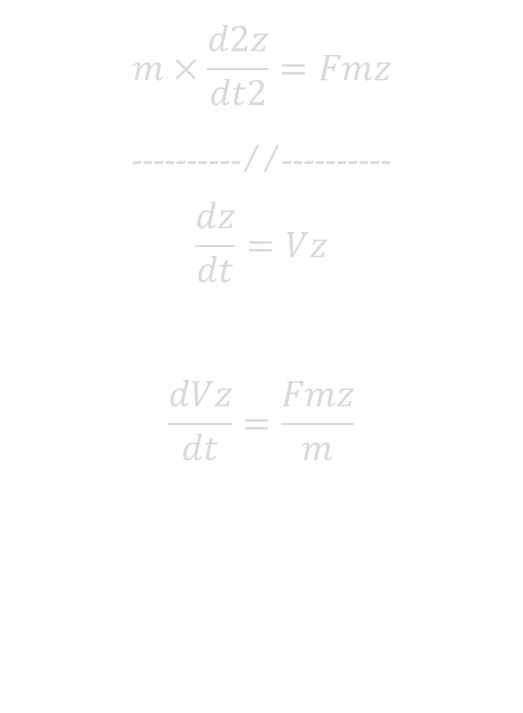 m × d2z/dt2 = Fmz
----------//----------
dz/dt = Vz
dVz/dt = Fmz/m